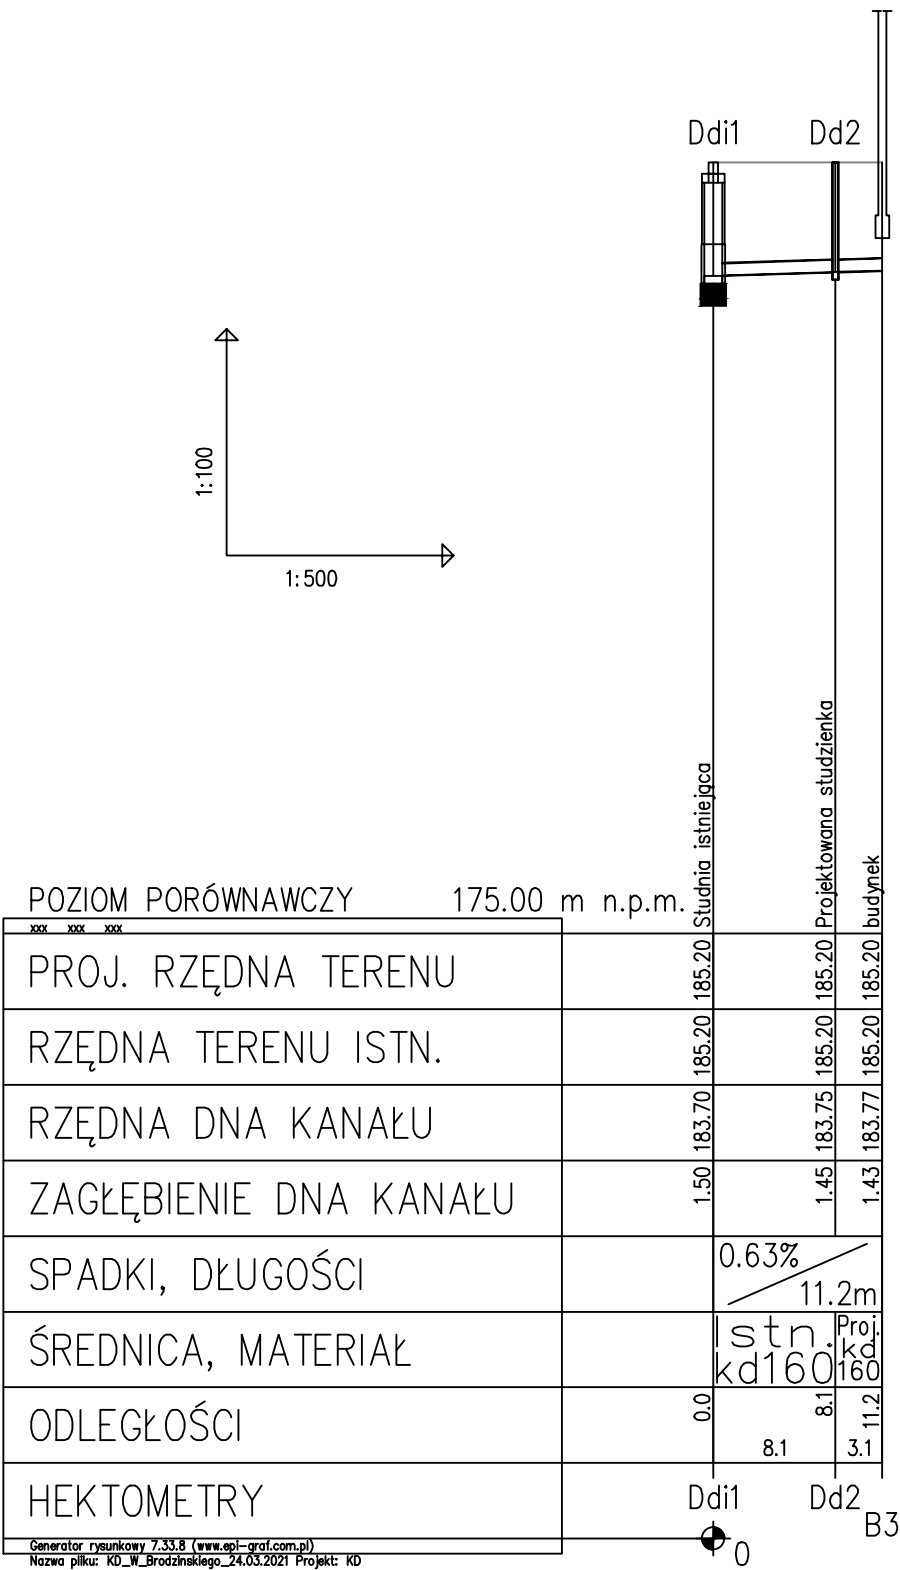 Ddi1 Dd2
1:100
1:500
Studnia istniejąca
Projektowana studzienka
budynek
POZIOM PORÓWNAWCZY 175.00 m n.p.m.
xxx xxx xxx
PROJ. RZĘDNA TERENU 185.20 185.20 185.20
RZĘDNA TERENU ISTN. 185.20 185.20 185.20
RZĘDNA DNA KANAŁU 183.70 183.75 183.77
ZAGŁĘBIENIE DNA KANAŁU 1.50 1.45 1.43
SPADKI, DŁUGOŚCI 0.63% 11.2m
ŚREDNICA, MATERIAŁ
Istn.
kd160
Proj.
kd
160
ODLEGŁOŚCI 0.0 8.1 11.2
8.1 3.1
HEKTOMETRY Ddi1 Dd2
B3
0
Generator rysunkowy 7.33.8 (www.epi-graf.com.pl)
Nazwa pliku: KD_W_Brodzinskiego_24.03.2021 Projekt: KD